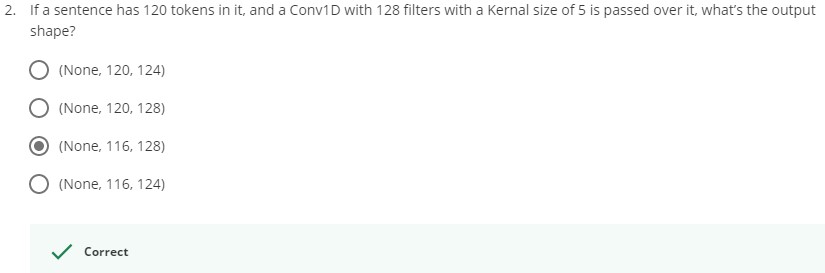 2. If a sentence has 120 tokens in it, and a Conv1D with 128 filters with a Kernal size of 5 is passed over it, what's the output
shape?
(None, 120, 124)
(None, 120, 128)
(None, 116, 128)
(None, 116, 124)
Correct